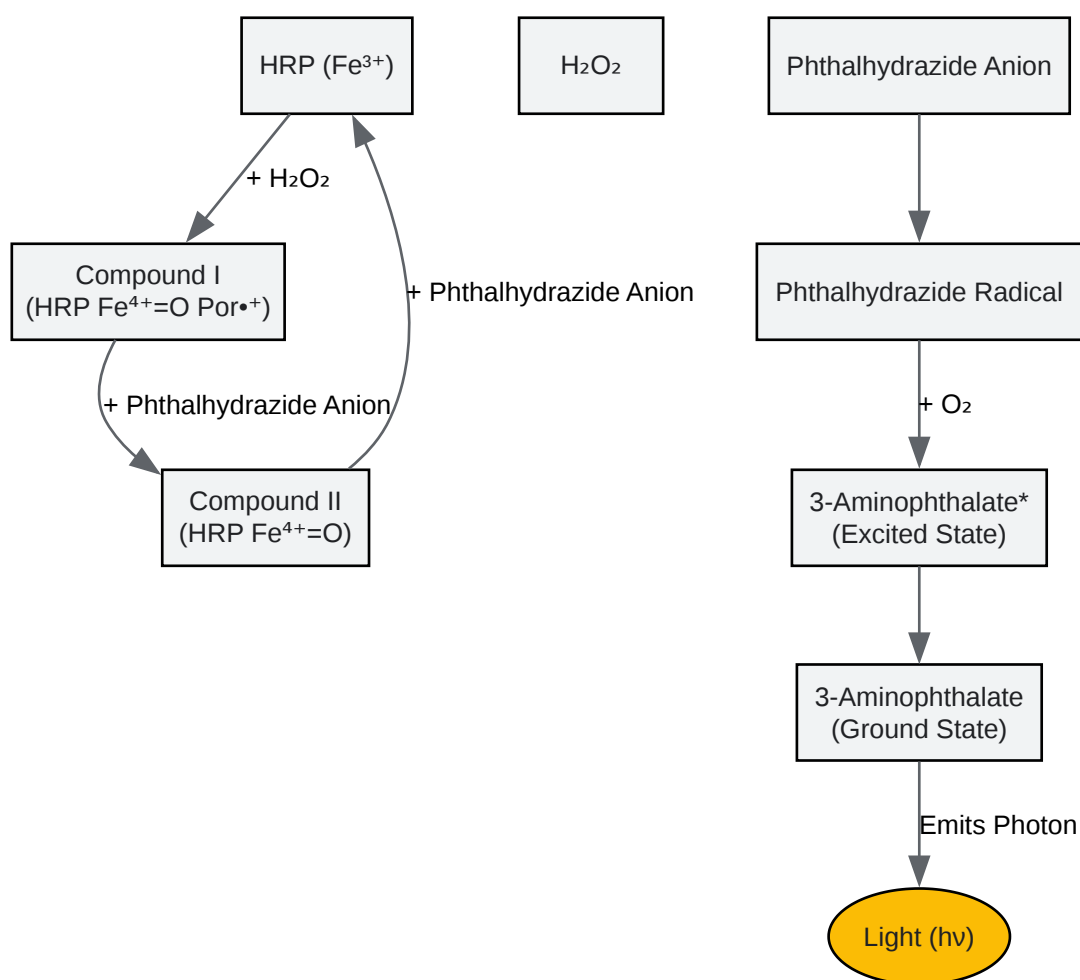 HRP (Fe³⁺)
H₂O₂
Phthalhydrazide Anion
+ H₂O₂
Compound I
(HRP Fe⁴⁺=O Por•⁺)
+ Phthalhydrazide Anion
Phthalhydrazide Radical
+ Phthalhydrazide Anion
+ O₂
Compound II
(HRP Fe⁴⁺=O)
3-Aminophthalate*
(Excited State)
3-Aminophthalate
(Ground State)
Emits Photon
Light (hν)